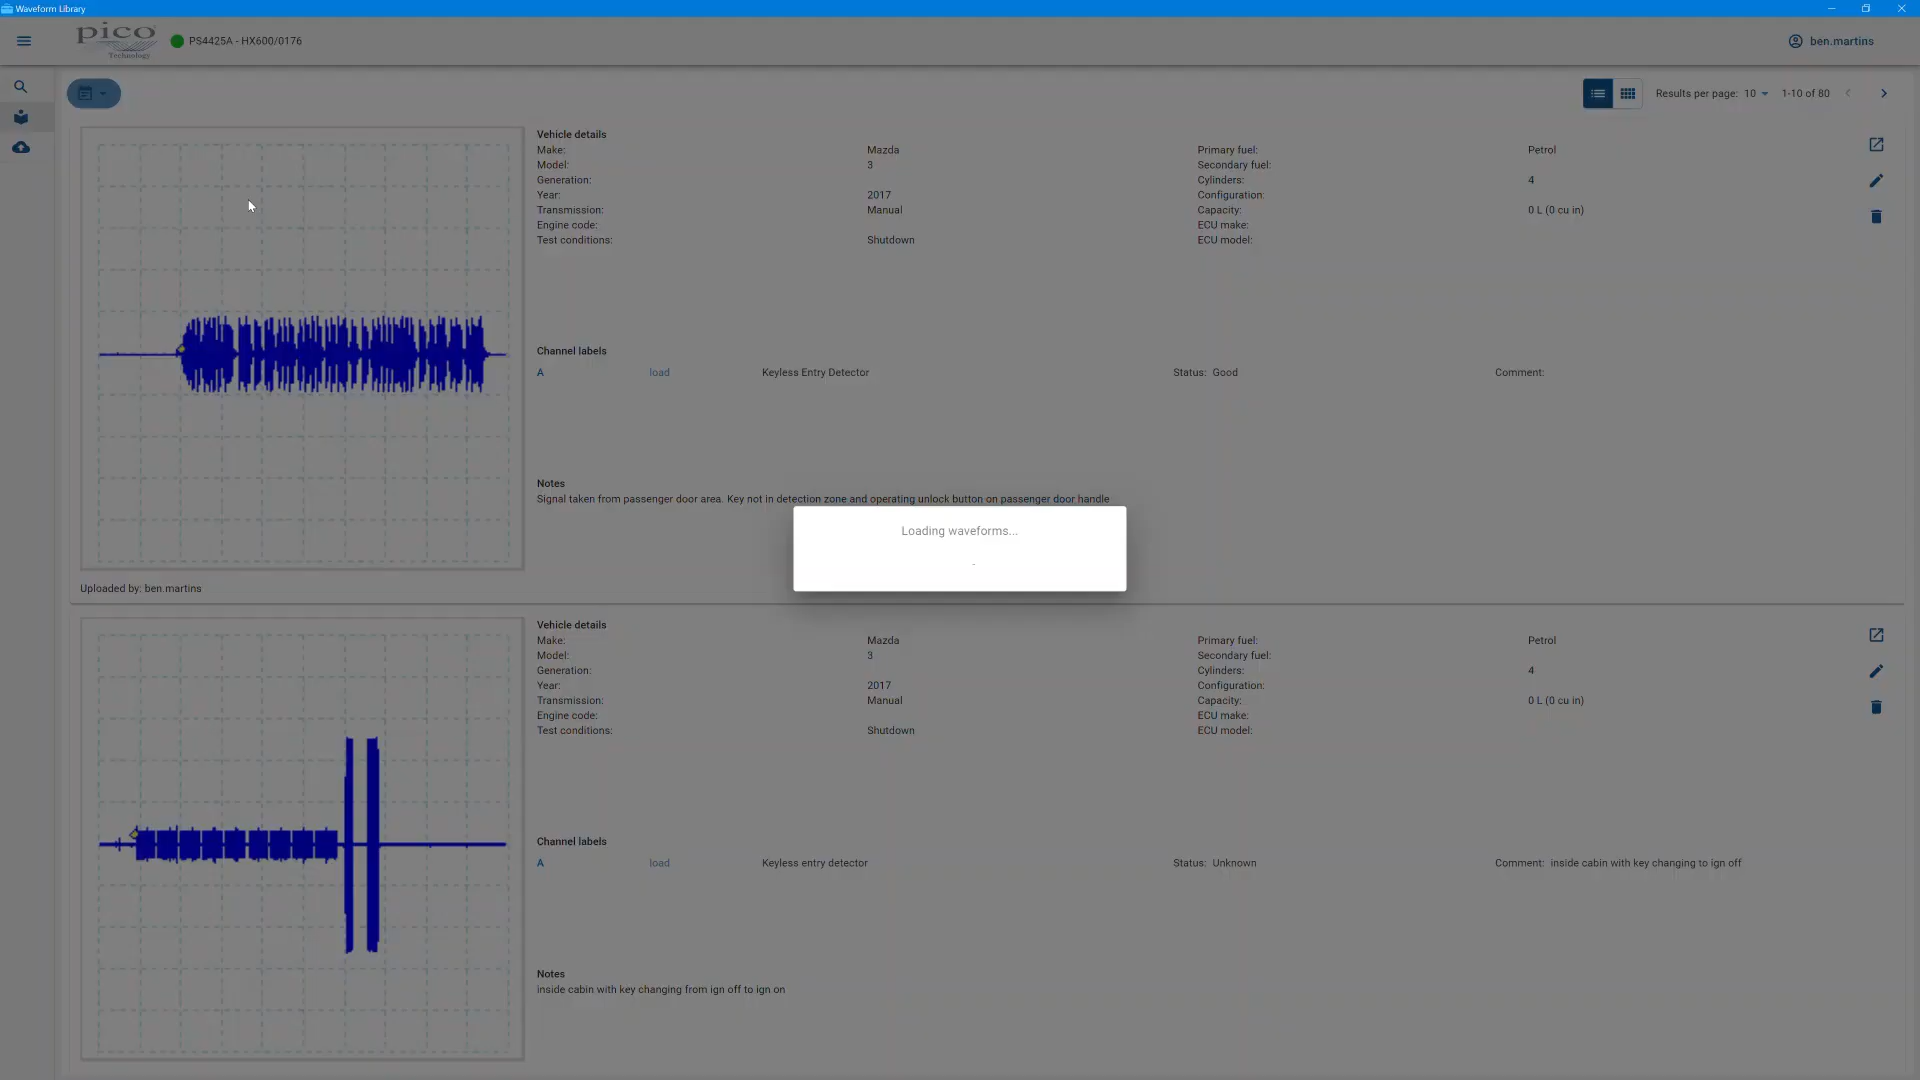 Waveform Library
pico
Technology
PS4425A - HX600/0176
ben.martins
Results per page: 10
1-10 of 80
Vehicle details
Make: Mazda Primary fuel: Petrol
Model: 3 Secondary fuel:
Generation: Cylinders: 4
Year: 2017 Configuration:
Transmission: Manual Capacity: 0 L (0 cu in)
Engine code: ECU make:
Test conditions: Shutdown ECU model:
Channel labels
A load Keyless Entry Detector Status: Good Comment:
Notes
Signal taken from passenger door area. Key not in detection zone and operating unlock button on passenger door handle
Loading waveforms...
Uploaded by: ben.martins
Vehicle details
Make: Mazda Primary fuel: Petrol
Model: 3 Secondary fuel:
Generation: Cylinders: 4
Year: 2017 Configuration:
Transmission: Manual Capacity: 0 L (0 cu in)
Engine code: ECU make:
Test conditions: Shutdown ECU model:
Channel labels
A load Keyless entry detector Status: Unknown Comment: inside cabin with key changing to ign off
Notes
inside cabin with key changing from ign off to ign on